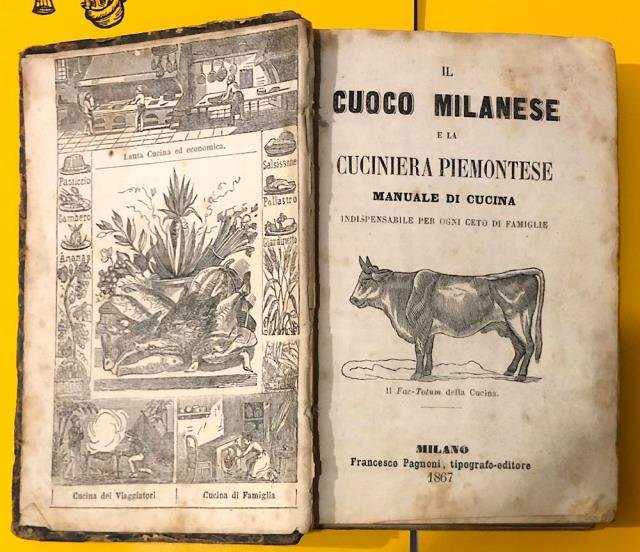 Lauta Cucina ed economica.
Pasticcio
Gambero
Ananas
Salsissone
Pollastro
Giardinetto
Cucina dei Viaggiatori
Cucina di Famiglia
IL
CUOCO MILANESE
E LA
CUCINIERA PIEMONTESE
MANUALE DI CUCINA
INDISPENSABILE PER OGNI CETO DI FAMIGLIE
Il Fac-Totum della Cucina.
MILANO
Francesco Pagnoni, tipografo-editore
1867